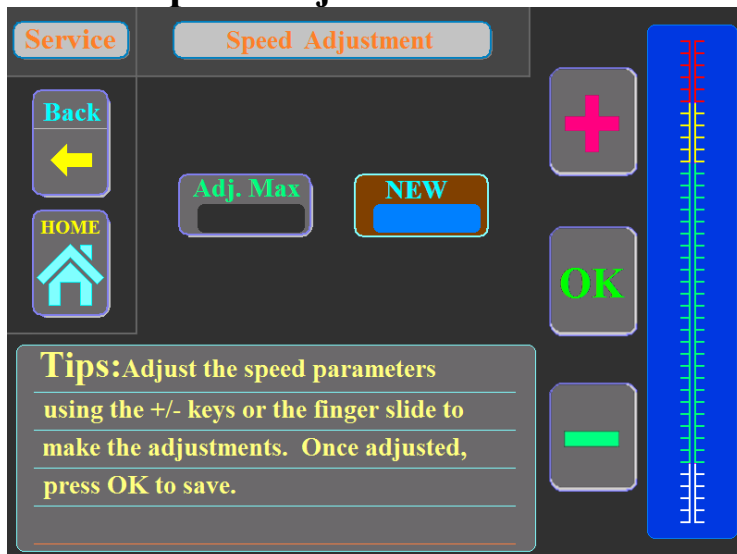 Service
Speed Adjustment
Back
HOME
Adj. Max
NEW
OK
Tips:Adjust the speed parameters
using the +/- keys or the finger slide to
make the adjustments. Once adjusted,
press OK to save.